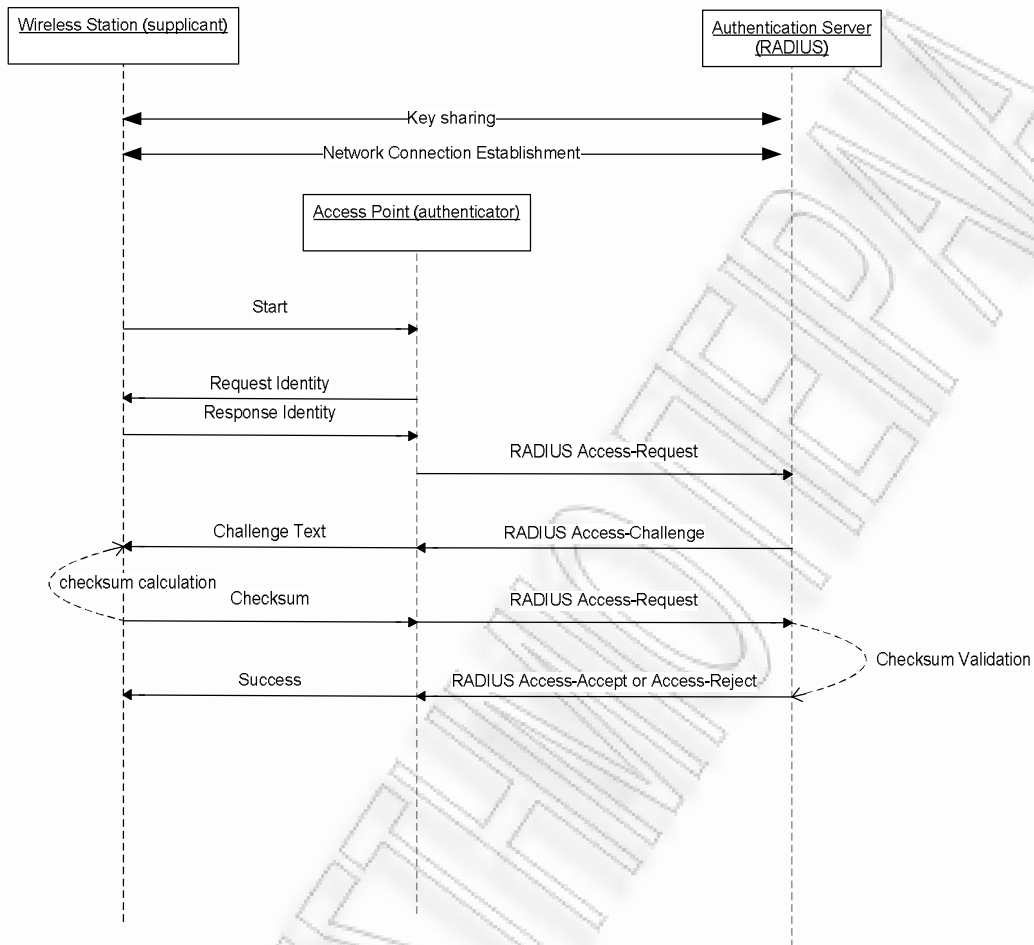 Wireless Station (supplicant)
Authentication Server
(RADIUS)
Key sharing
Network Connection Establishment
Access Point (authenticator)
Start
Request Identity
Response Identity
RADIUS Access-Request
Challenge Text
RADIUS Access-Challenge
checksum calculation
Checksum
RADIUS Access-Request
Checksum Validation
Success
RADIUS Access-Accept or Access-Reject